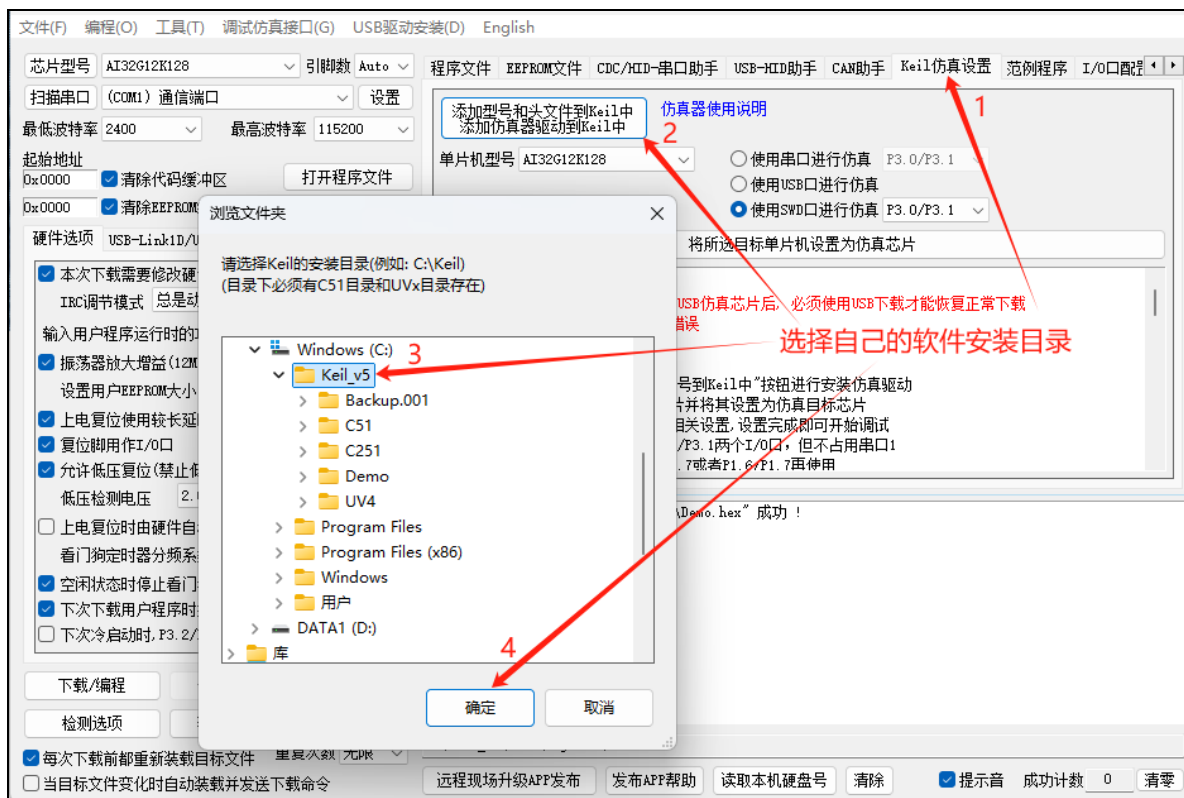 文件(F) 编程(O) 工具(T) 调试仿真接口(G) USB驱动安装(D) English
芯片型号 AI32G12K128 引脚数 Auto
扫描串口 (COM1) 通信端口 设置
最低波特率 2400 最高波特率 115200
起始地址
0x0000 清除代码缓冲区 打开程序文件
0x0000 清除EEPROM
硬件选项 USB-Link1D/U
本次下载需要修改硬
IRC调节模式 总是动
输入用户程序运行时的
振荡器放大增益(12M
设置用户EEPROM大小
上电复位使用较长延
复位脚用作I/O口
允许低压复位(禁止低
低压检测电压 2.
上电复位时由硬件自
看门狗定时器分频系
空闲状态时停止看门
下次下载用户程序时
下次冷启动时,P3.2/
下载/编程
检测选项
每次下载前都重新装载目标文件 重复次数 无限
当目标文件变化时自动装载并发送下载命令
程序文件 EEPROM文件 CDC/HID-串口助手 USB-HID助手 CAN助手 Keil仿真设置 范例程序 I/O口配
1
添加型号和头文件到Keil中
添加仿真器驱动到Keil中
仿真器使用说明
2
单片机型号 AI32G12K128
使用串口进行仿真 P3.0/P3.1
使用USB口进行仿真
使用SWD口进行仿真 P3.0/P3.1
将所选目标单片机设置为仿真芯片
USB仿真芯片后, 必须使用USB下载才能恢复正常下载
错误
选择自己的软件安装目录
号到Keil中"按钮进行安装仿真驱动
片并将其设置为仿真目标芯片
相关设置,设置完成即可开始调试
/P3.1两个I/O口, 但不占用串口1
.7或者P1.6/P1.7再使用
\Demo.hex" 成功 !
浏览文件夹
请选择Keil的安装目录(例如: C:\Keil)
(目录下必须有C51目录和UVx目录存在)
Windows (C:)
3
Keil_v5
Backup.001
C51
C251
Demo
UV4
Program Files
Program Files (x86)
Windows
用户
DATA1 (D:)
库
4
确定 取消
远程现场升级APP发布 发布APP帮助 读取本机硬盘号 清除 提示音 成功计数 0 清零